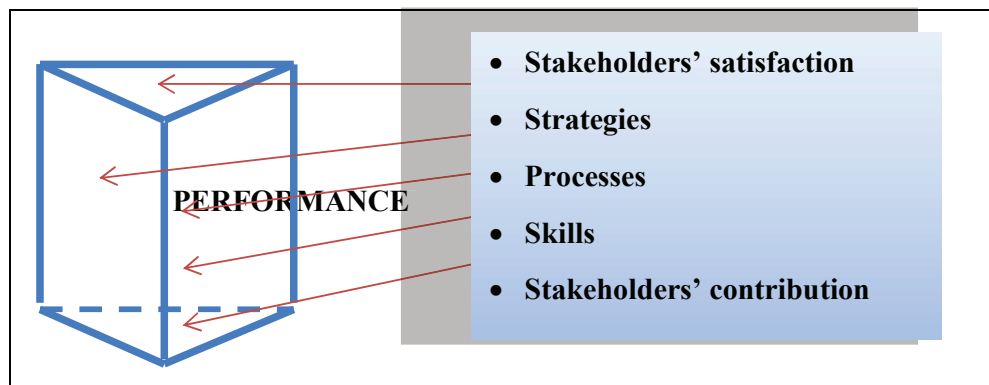 • Stakeholders’ satisfaction
• Strategies
• Processes
PERFORMANCE
• Skills
• Stakeholders’ contribution